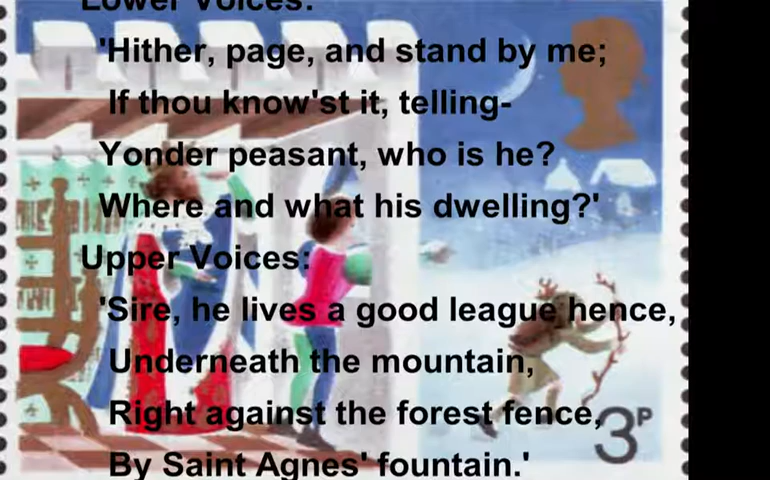 Lower Voices:
'Hither, page, and stand by me;
If thou know'st it, telling-
Yonder peasant, who is he?
Where and what his dwelling?'
Upper Voices:
'Sire, he lives a good league hence,
Underneath the mountain,
Right against the forest fence,
By Saint Agnes' fountain.'
3P